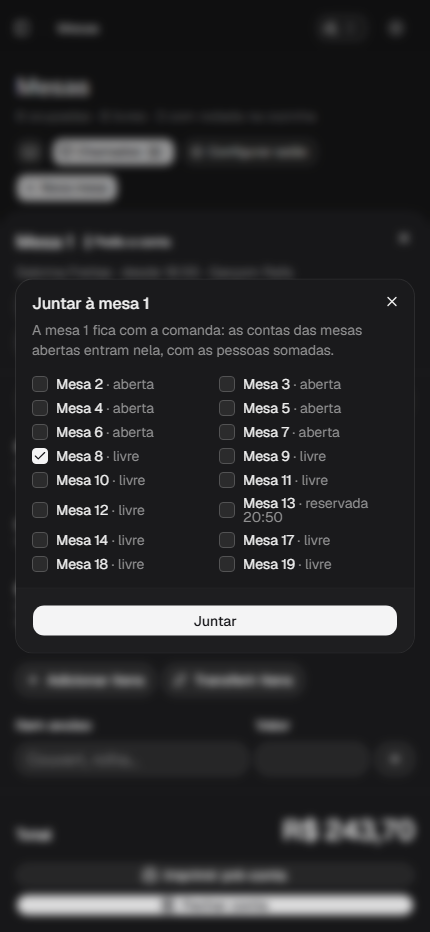 Mesas
Mesas
Mesa 1
Juntar à mesa 1
A mesa 1 fica com a comanda: as contas das mesas
abertas entram nela, com as pessoas somadas.
Mesa 2 · aberta
Mesa 3 · aberta
Mesa 4 · aberta
Mesa 5 · aberta
Mesa 6 · aberta
Mesa 7 · aberta
Mesa 8 · livre
Mesa 9 · livre
Mesa 10 · livre
Mesa 11 · livre
Mesa 12 · livre
Mesa 13 · reservada
20:50
Mesa 14 · livre
Mesa 17 · livre
Mesa 18 · livre
Mesa 19 · livre
Juntar
Adicionar itens
Transferir itens
Valor
Total
R$ 243,70